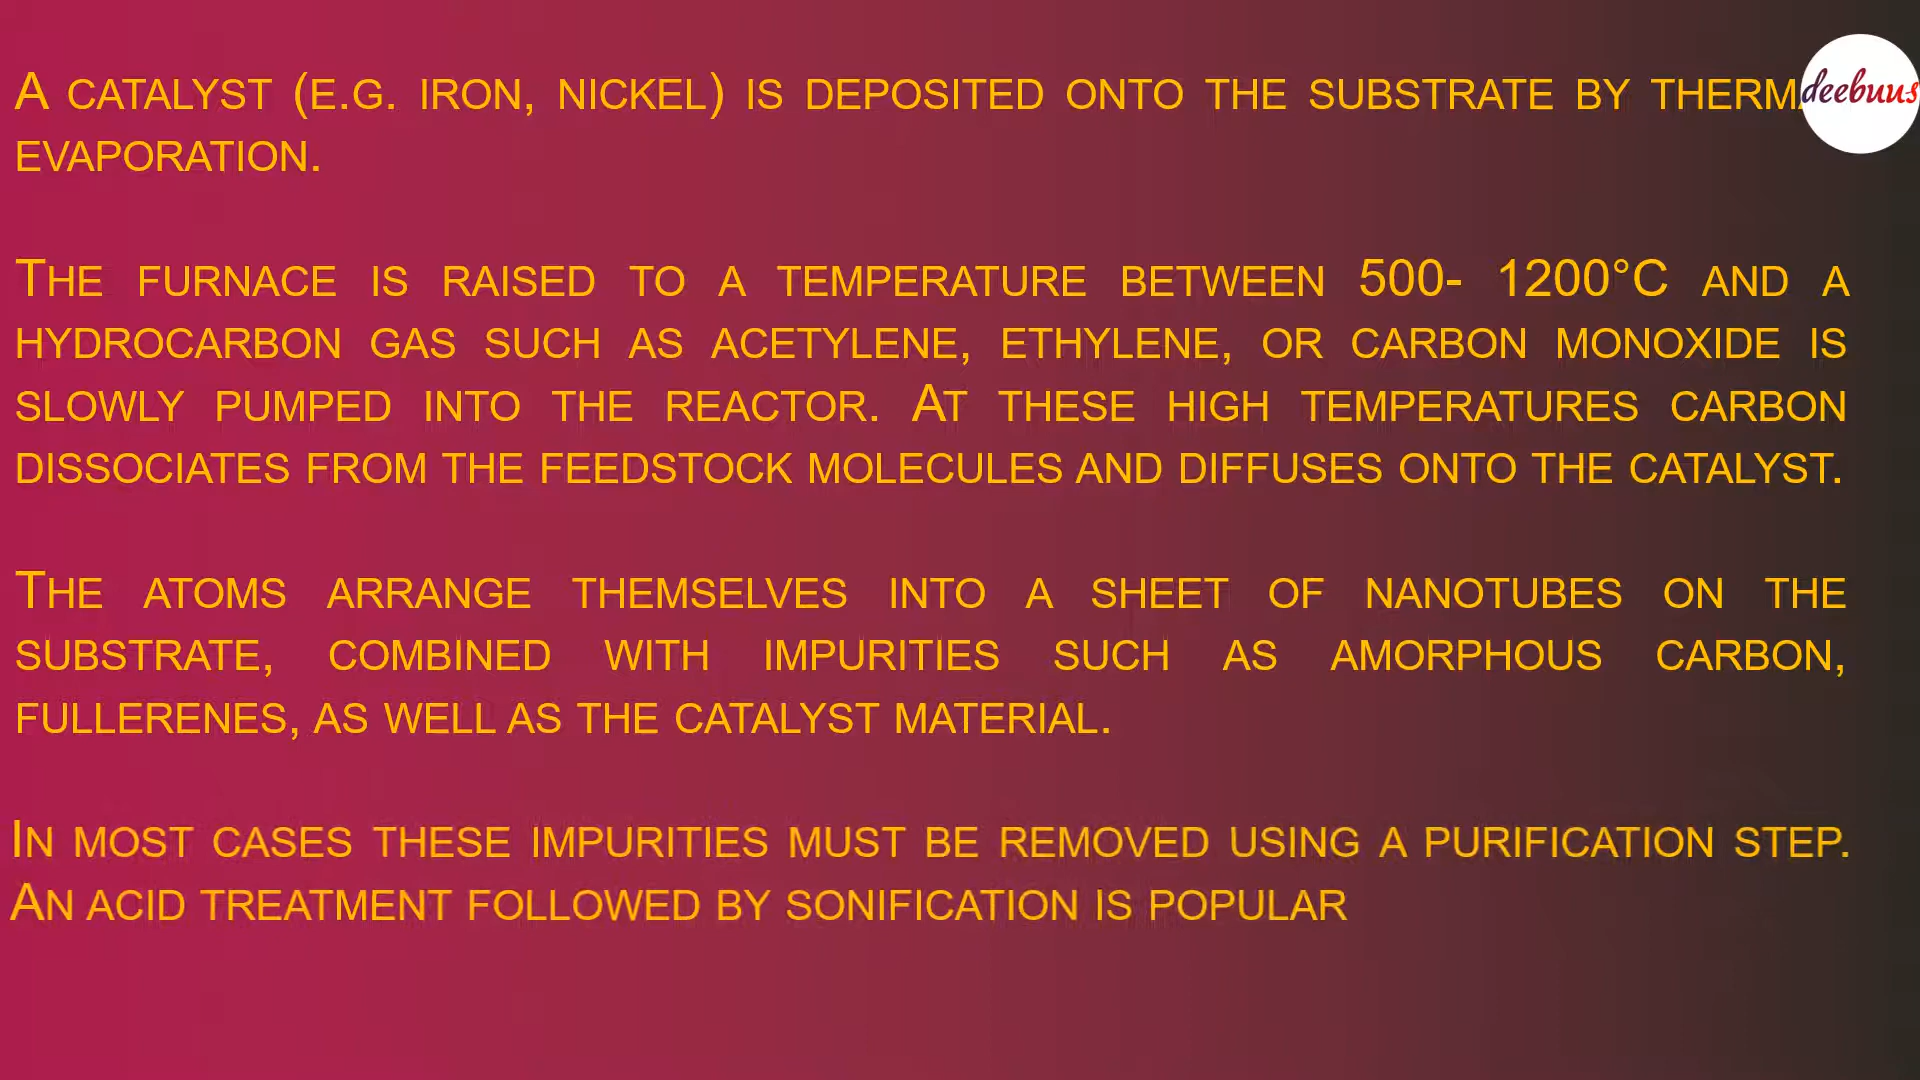 A CATALYST (E.G. IRON, NICKEL) IS DEPOSITED ONTO THE SUBSTRATE BY
deebuus
EVAPORATION.
THE FURNACE IS RAISED TO A TEMPERATURE BETWEEN 500- 1200°C AND A
HYDROCARBON GAS SUCH AS ACETYLENE, ETHYLENE, OR CARBON MONOXIDE IS
SLOWLY PUMPED INTO THE REACTOR. AT THESE HIGH TEMPERATURES CARBON
DISSOCIATES FROM THE FEEDSTOCK MOLECULES AND DIFFUSES ONTO THE CATALYST.
THE ATOMS ARRANGE THEMSELVES INTO A SHEET OF NANOTUBES ON THE
SUBSTRATE, COMBINED WITH IMPURITIES SUCH AS AMORPHOUS CARBON,
FULLERENES, AS WELL AS THE CATALYST MATERIAL.
IN MOST CASES THESE IMPURITIES MUST BE REMOVED USING A PURIFICATION STEP.
AN ACID TREATMENT FOLLOWED BY SONIFICATION IS POPULAR